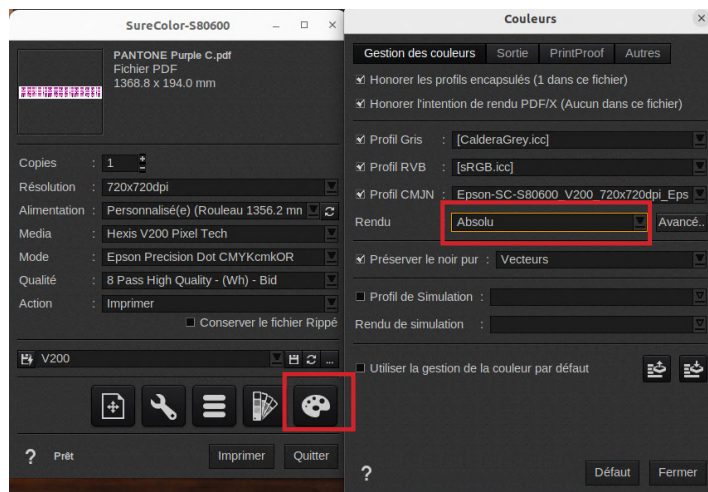 SureColor-S80600
PANTONE Purple C.pdf
Fichier PDF
1368.8 x 194.0 mm
Copies : 1
Résolution : 720x720dpi
Alimentation : Personnalisé(e) (Rouleau 1356.2 mn
Media : Hexis V200 Pixel Tech
Mode : Epson Precision Dot CMYKcmkOR
Qualité : 8 Pass High Quality - (Wh) - Bid
Action : Imprimer
Conserver le fichier Rippé
V200
...
? Prêt Imprimer Quitter
Couleurs
Gestion des couleurs Sortie PrintProof Autres
Honorer les profils encapsulés (1 dans ce fichier)
Honorer l'intention de rendu PDF/X (Aucun dans ce fichier)
Profil Gris : [CalderaGrey.icc]
Profil RVB : [sRGB.icc]
Profil CMJN : Epson-SC-S80600_V200_720x720dpi_Eps
Rendu Absolu Avancé..
Préserver le noir pur : Vecteurs
Profil de Simulation :
Rendu de simulation :
Utiliser la gestion de la couleur par défaut
? Défaut Fermer